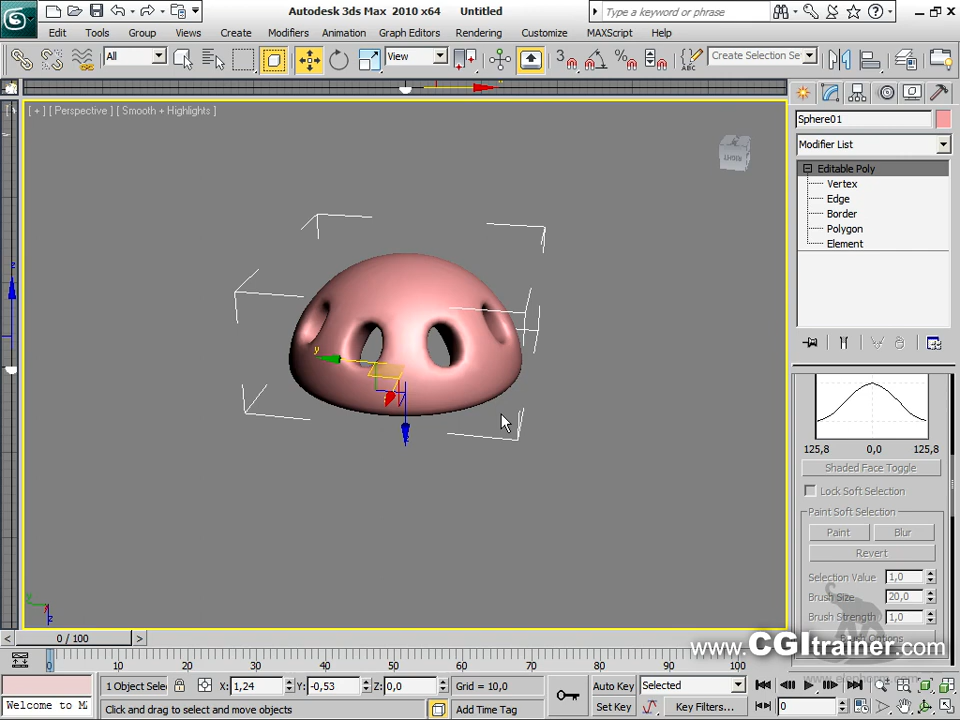 Autodesk 3ds Max 2010 x64 Untitled
Type a keyword or phrase
Edit Tools Group Views Create Modifiers Animation Graph Editors Rendering Customize MAXScript Help
All View 3 Create Selection Se
[ + ] [ Perspective ] [ Smooth + Highlights ]
Sphere01
Modifier List
RIGHT
Editable Poly
Vertex
Edge
Border
Polygon
Element
y
z
125,8 0,0 125,8
Shaded Face Toggle
Lock Soft Selection
Paint Soft Selection
Paint Blur
Revert
Selection Value 1,0
Brush Size 20,0
Brush Strength 1,0
Brush Options
0 / 100
www.CGItrainer.com
0 10 20 30 40 50 60 70 80 90 100
1 Object Sele X: 1,24 Y: -0,53 Z: 0,0 Grid = 10,0 Auto Key Selected
Welcome to M Click and drag to select and move objects Add Time Tag Set Key Key Filters... 0